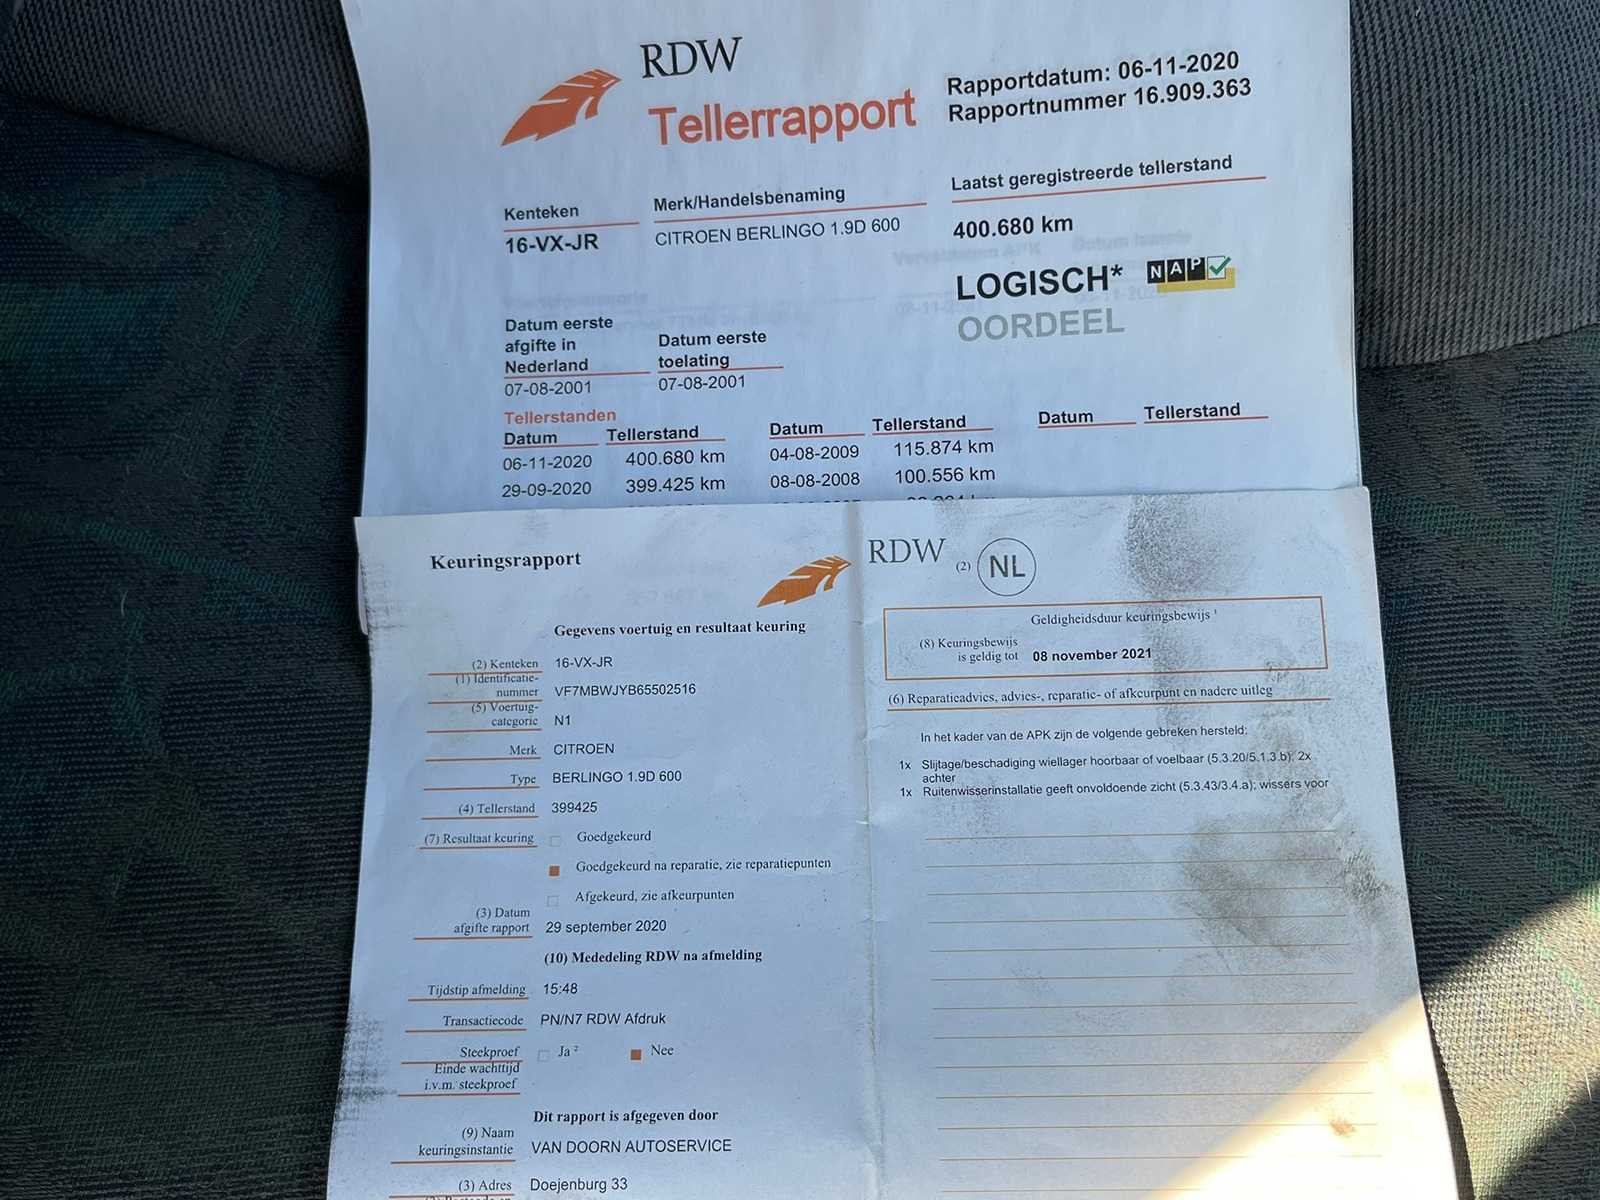 RDW
Tellerrapport
Rapportdatum: 06-11-2020
Rapportnummer 16.909.363
Kenteken
16-VX-JR
Merk/Handelsbenaming
CITROEN BERLINGO 1.9D 600
Laatst geregistreerde tellerstand
400.680 km
LOGISCH* NAP
OORDEEL
Datum eerste
afgifte in
Nederland
07-08-2001
Datum eerste
toelating
07-08-2001
Tellerstanden
Datum Tellerstand Datum Tellerstand Datum Tellerstand
06-11-2020 400.680 km 04-08-2009 115.874 km
29-09-2020 399.425 km 08-08-2008 100.556 km
Keuringsrapport
Gegevens voertuig en resultaat keuring
(2) Kenteken 16-VX-JR
(1) Identificatie-
nummer VF7MBWJYB65502516
(5) Voertuig-
categorie N1
Merk CITROEN
Type BERLINGO 1.9D 600
(4) Tellerstand 399425
(7) Resultaat keuring Goedgekeurd
Goedgekeurd na reparatie, zie reparatiepunten
Afgekeurd, zie afkeurpunten
(3) Datum
afgifte rapport 29 september 2020
(10) Mededeling RDW na afmelding
Tijdstip afmelding 15:48
Transactiecode PN/N7 RDW Afdruk
Steekproef Ja 2 Nee
Einde wachttijd
i.v.m. steekproef
Dit rapport is afgegeven door
(9) Naam
keuringsinstantie VAN DOORN AUTOSERVICE
(3) Adres Doejenburg 33
RDW (2) NL
Geldigheidsduur keuringsbewijs 1
(8) Keuringsbewijs
is geldig tot 08 november 2021
(6) Reparatieadvies, advies-, reparatie- of afkeurpunt en nadere uitleg
In het kader van de APK zijn de volgende gebreken hersteld:
1x Slijtage/beschadiging wiellager hoorbaar of voelbaar (5.3.20/5.1.3.b); 2x
achter
1x Ruitenwisserinstallatie geeft onvoldoende zicht (5.3.43/3.4.a); wissers voor